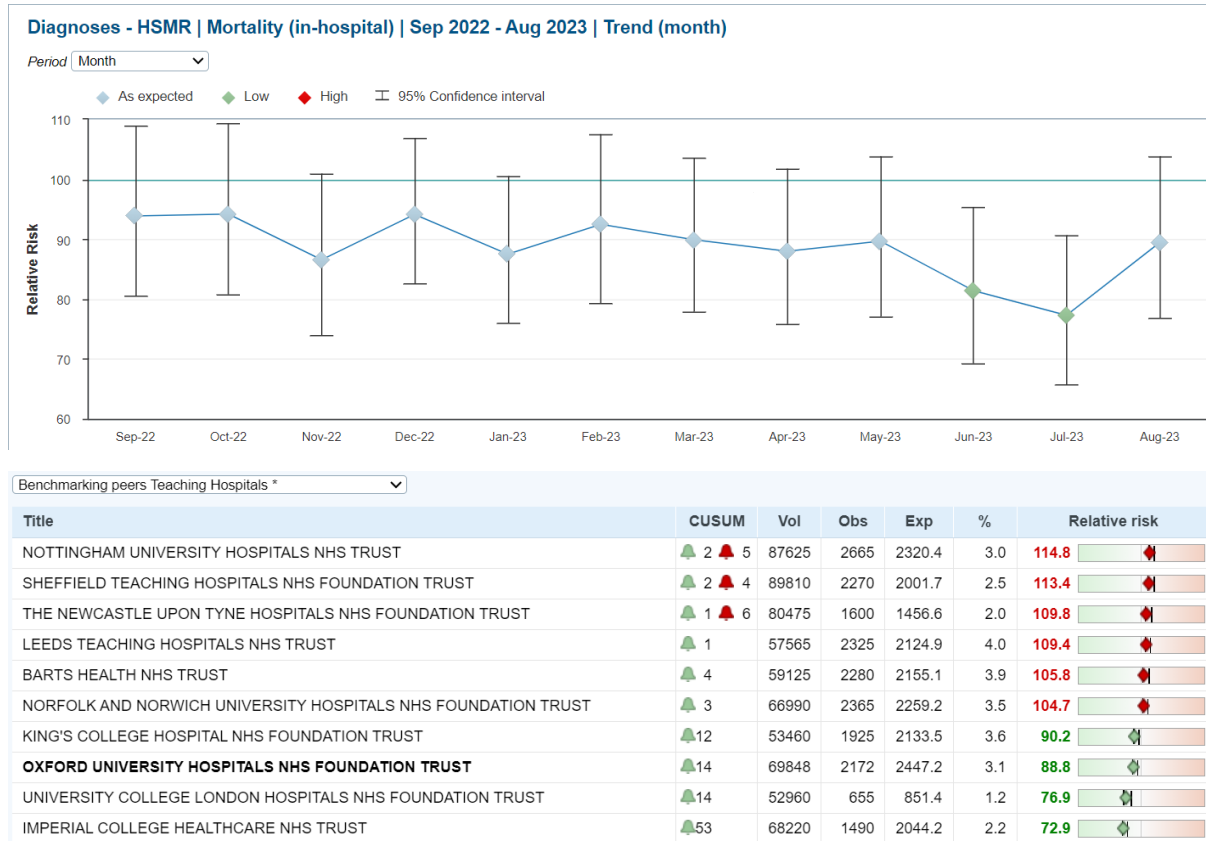 Diagnoses - HSMR | Mortality (in-hospital) | Sep 2022 - Aug 2023 | Trend (month)
Period Month
As expected Low High 95% Confidence interval
110
100
90
80
70
60
Relative Risk
Sep-22 Oct-22 Nov-22 Dec-22 Jan-23 Feb-23 Mar-23 Apr-23 May-23 Jun-23 Jul-23 Aug-23
Benchmarking peers Teaching Hospitals *
Title CUSUM Vol Obs Exp % Relative risk
NOTTINGHAM UNIVERSITY HOSPITALS NHS TRUST 2 5 87625 2665 2320.4 3.0 114.8
SHEFFIELD TEACHING HOSPITALS NHS FOUNDATION TRUST 2 4 89810 2270 2001.7 2.5 113.4
THE NEWCASTLE UPON TYNE HOSPITALS NHS FOUNDATION TRUST 1 6 80475 1600 1456.6 2.0 109.8
LEEDS TEACHING HOSPITALS NHS TRUST 1 57565 2325 2124.9 4.0 109.4
BARTS HEALTH NHS TRUST 4 59125 2280 2155.1 3.9 105.8
NORFOLK AND NORWICH UNIVERSITY HOSPITALS NHS FOUNDATION TRUST 3 66990 2365 2259.2 3.5 104.7
KING'S COLLEGE HOSPITAL NHS FOUNDATION TRUST 12 53460 1925 2133.5 3.6 90.2
OXFORD UNIVERSITY HOSPITALS NHS FOUNDATION TRUST 14 69848 2172 2447.2 3.1 88.8
UNIVERSITY COLLEGE LONDON HOSPITALS NHS FOUNDATION TRUST 14 52960 655 851.4 1.2 76.9
IMPERIAL COLLEGE HEALTHCARE NHS TRUST 53 68220 1490 2044.2 2.2 72.9